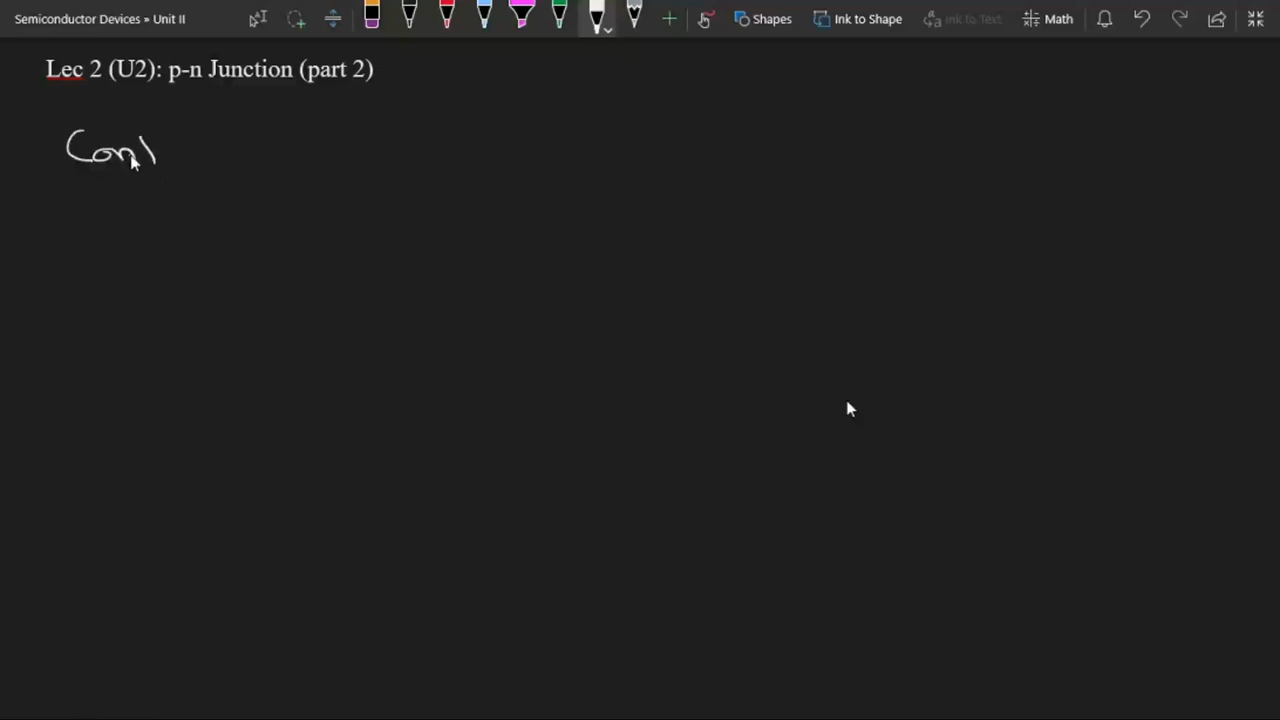 Semiconductor Devices » Unit II
Shapes
Ink to Shape
Ink to Text
Math
Lec 2 (U2): p-n Junction (part 2)
Con